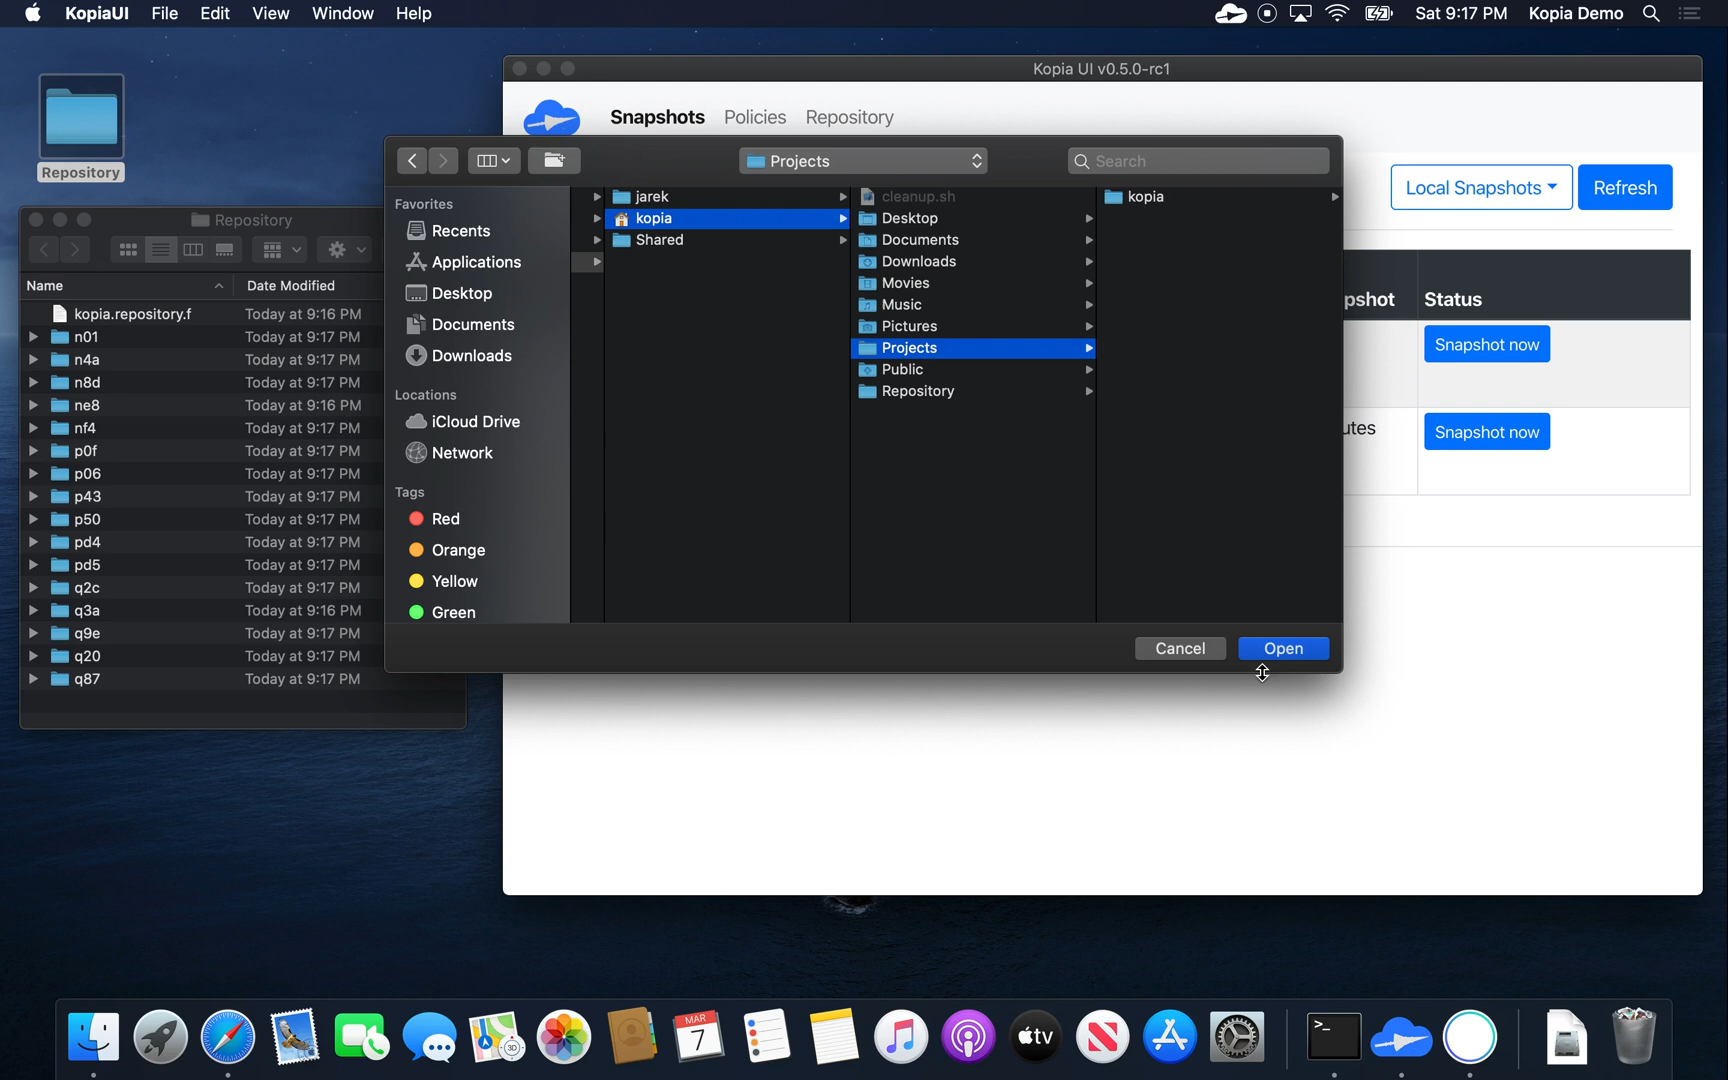 KopiaUI File Edit View Window Help Sat 9:17 PM Kopia Demo
Repository
Kopia UI v0.5.0-rc1
Snapshots Policies Repository
Local Snapshots Refresh
pshot Status
Snapshot now
utes Snapshot now
Repository
Name Date Modified
kopia.repository.f Today at 9:16 PM
n01 Today at 9:17 PM
n4a Today at 9:17 PM
n8d Today at 9:17 PM
ne8 Today at 9:16 PM
nf4 Today at 9:17 PM
p0f Today at 9:17 PM
p06 Today at 9:17 PM
p43 Today at 9:17 PM
p50 Today at 9:17 PM
pd4 Today at 9:17 PM
pd5 Today at 9:17 PM
q2c Today at 9:17 PM
q3a Today at 9:16 PM
q9e Today at 9:17 PM
q20 Today at 9:17 PM
q87 Today at 9:17 PM
Projects Search
Favorites
Recents
Applications
Desktop
Documents
Downloads
Locations
iCloud Drive
Network
Tags
Red
Orange
Yellow
Green
jarek
kopia
Shared
cleanup.sh
Desktop
Documents
Downloads
Movies
Music
Pictures
Projects
Public
Repository
kopia
Cancel Open
3D
MAR
7
tv
>_